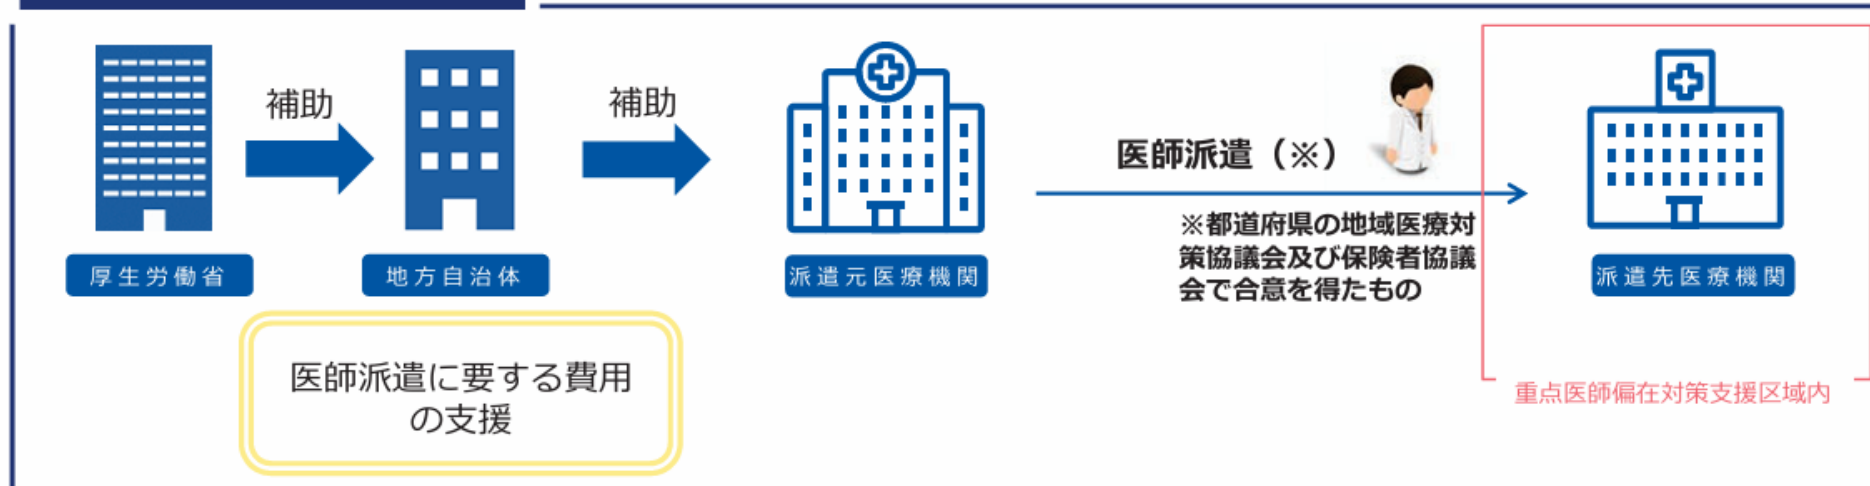 補助
補助
医師派遣（※）
※都道府県の地域医療対
策協議会及び保険者協議
会で合意を得たもの
厚生労働省
地方自治体
派遣元医療機関
派遣先医療機関
医師派遣に要する費用
の支援
重点医師偏在対策支援区域内